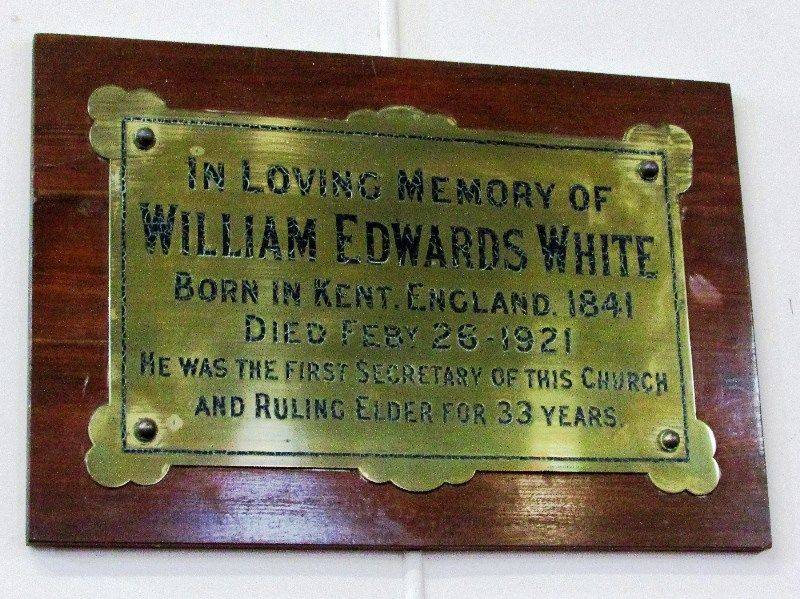 IN LOVING MEMORY OF
WILLIAM EDWARDS WHITE
BORN IN KENT. ENGLAND. 1841
DIED FEBY 26-1921
HE WAS THE FIRST SECRETARY OF THIS CHURCH
AND RULING ELDER FOR 33 YEARS.